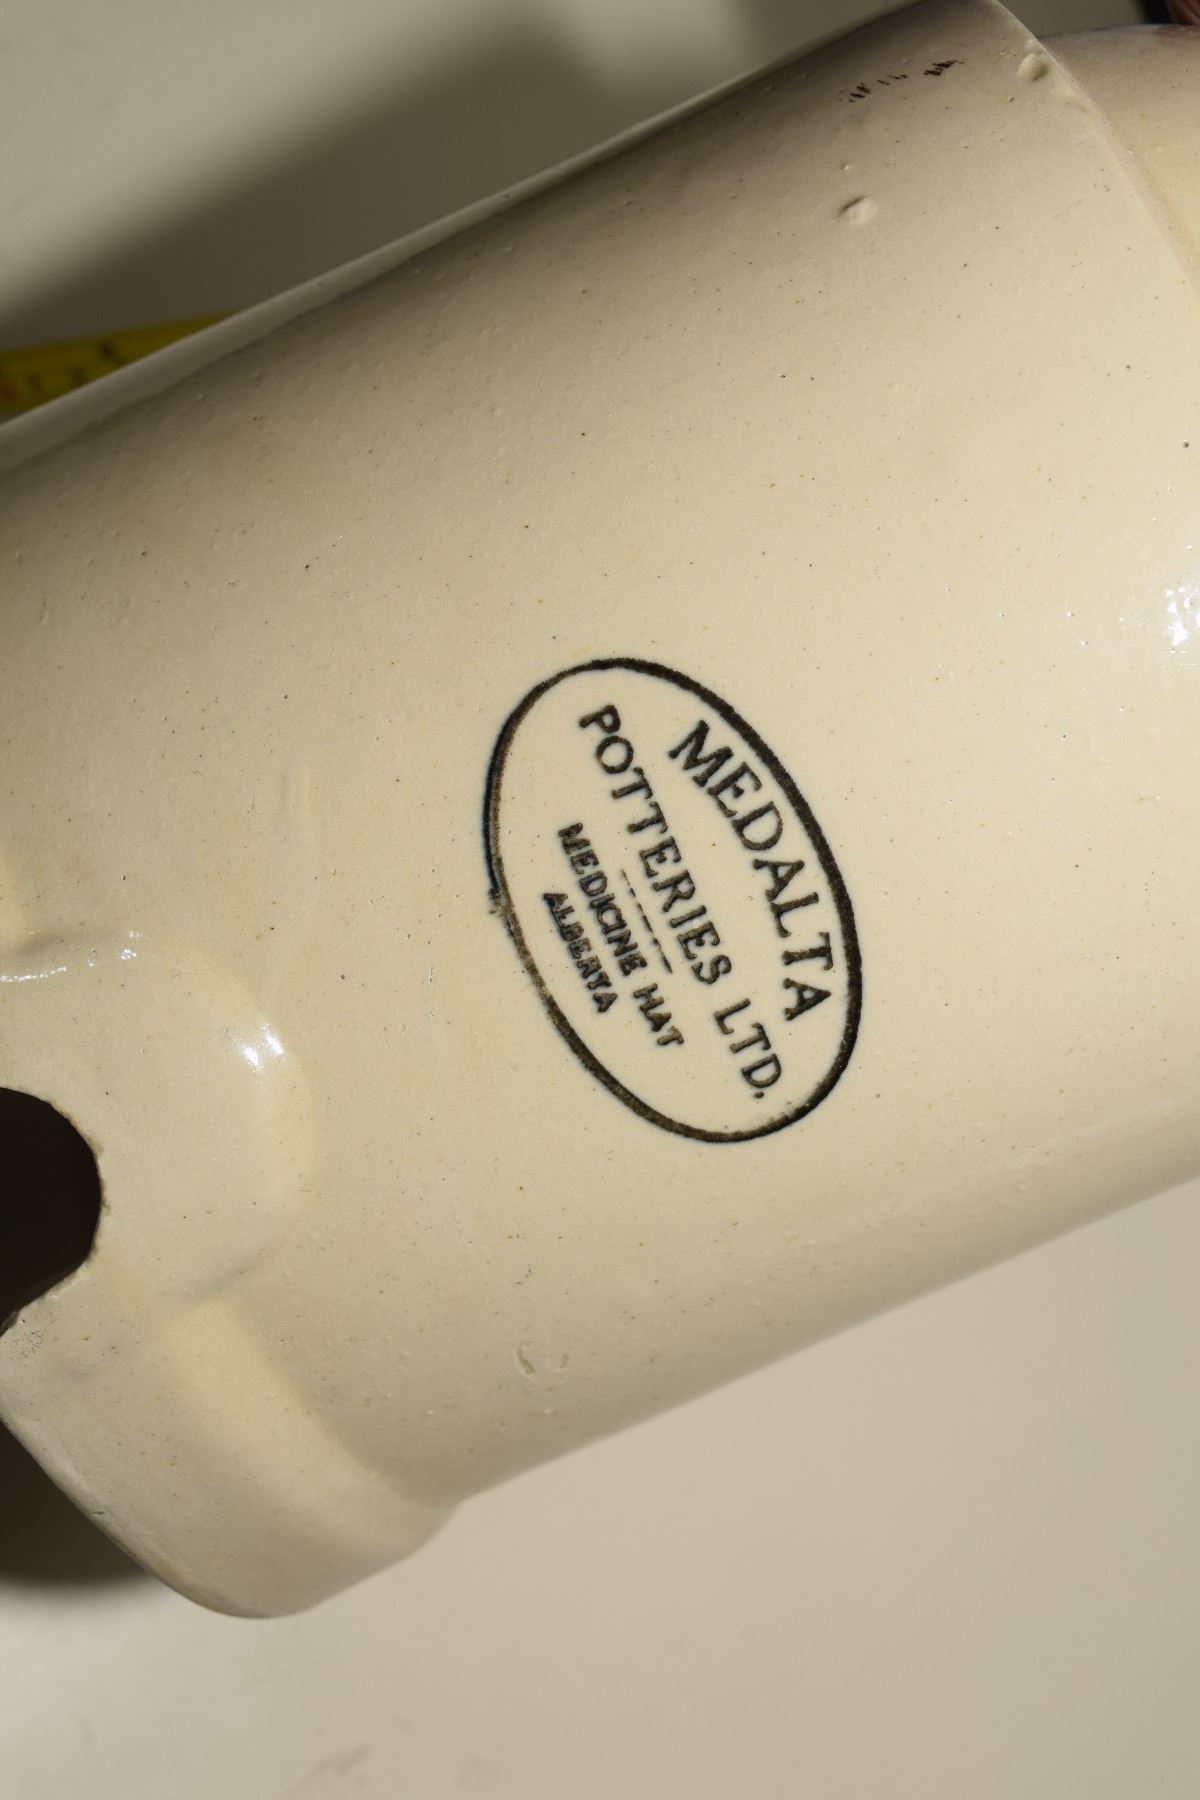 MEDALTA
POTTERIES LTD.
MEDICINE HAT
ALBERTA